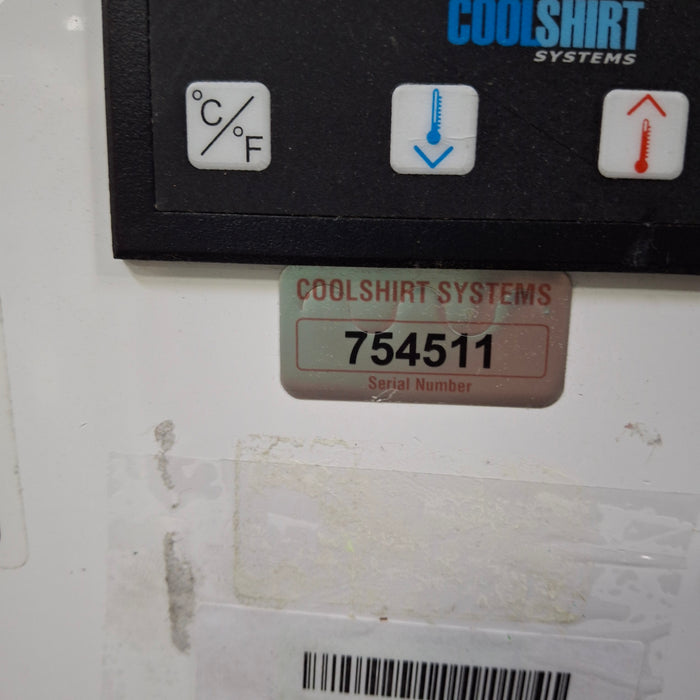 COOLSHIRT
SYSTEMS
°C/°F
COOLSHIRT SYSTEMS
754511
Serial Number